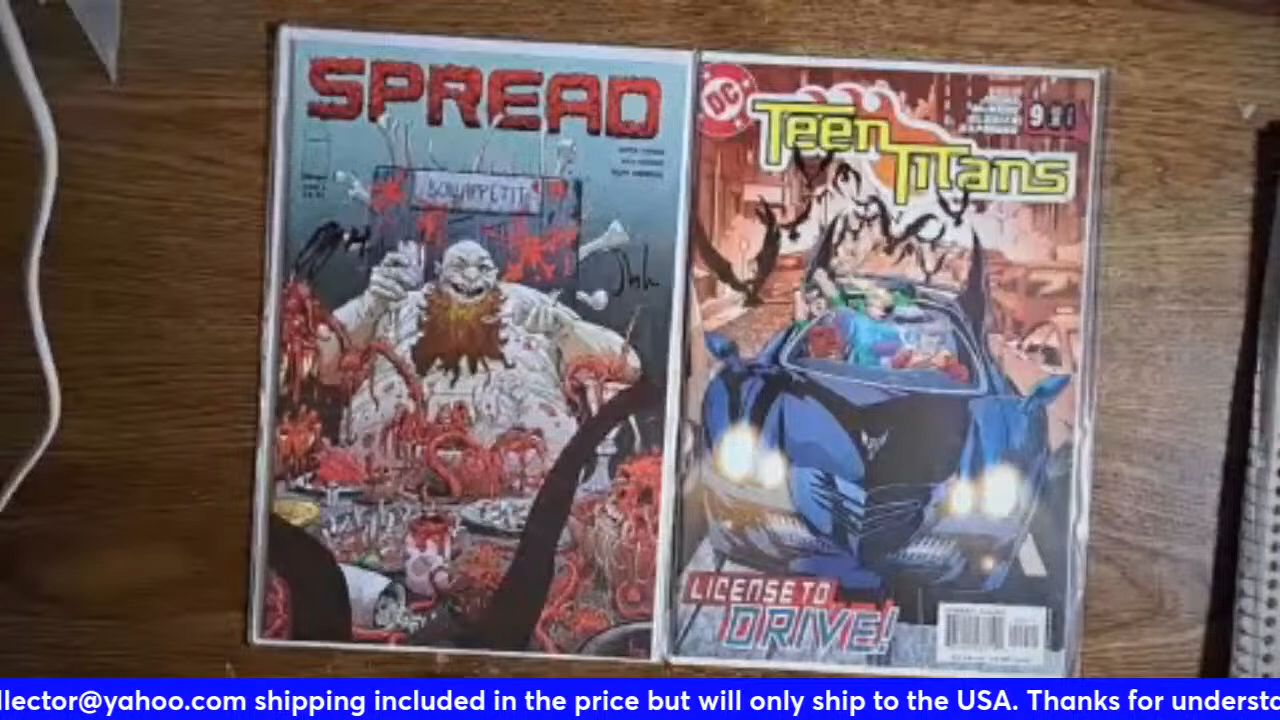 SPREAD
BON APPETIT
DC
Teen
Titans
9
LICENSE TO
DRIVE!
llector@yahoo.com shipping included in the price but will only ship to the USA. Thanks for understa